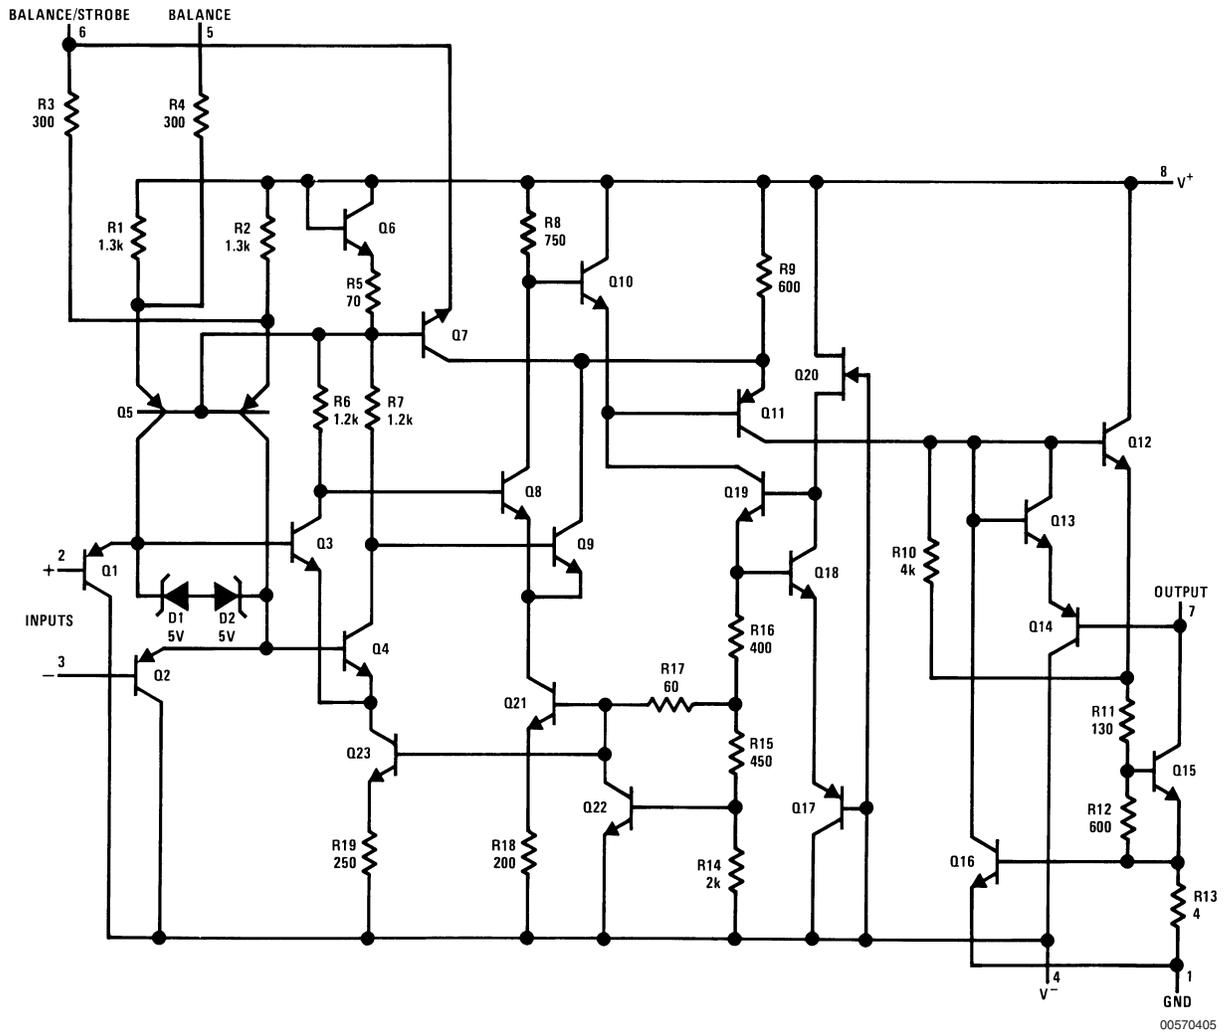 BALANCE/STROBE
6
BALANCE
5
R3
300
R4
300
8
V+
R1
1.3k
R2
1.3k
Q6
R5
70
R8
750
Q10
R9
600
Q7
Q20
Q5
R6
1.2k
R7
1.2k
Q11
Q12
Q8
Q19
Q13
Q3
Q9
Q18
R10
4k
+
2
Q1
INPUTS
D1
5V
D2
5V
OUTPUT
7
Q14
R16
400
Q4
−
3
Q2
R17
60
Q21
R11
130
Q23
R15
450
Q15
Q22
Q17
R12
600
R19
250
R18
200
R14
2k
Q16
R13
4
4
V−
1
GND
00570405